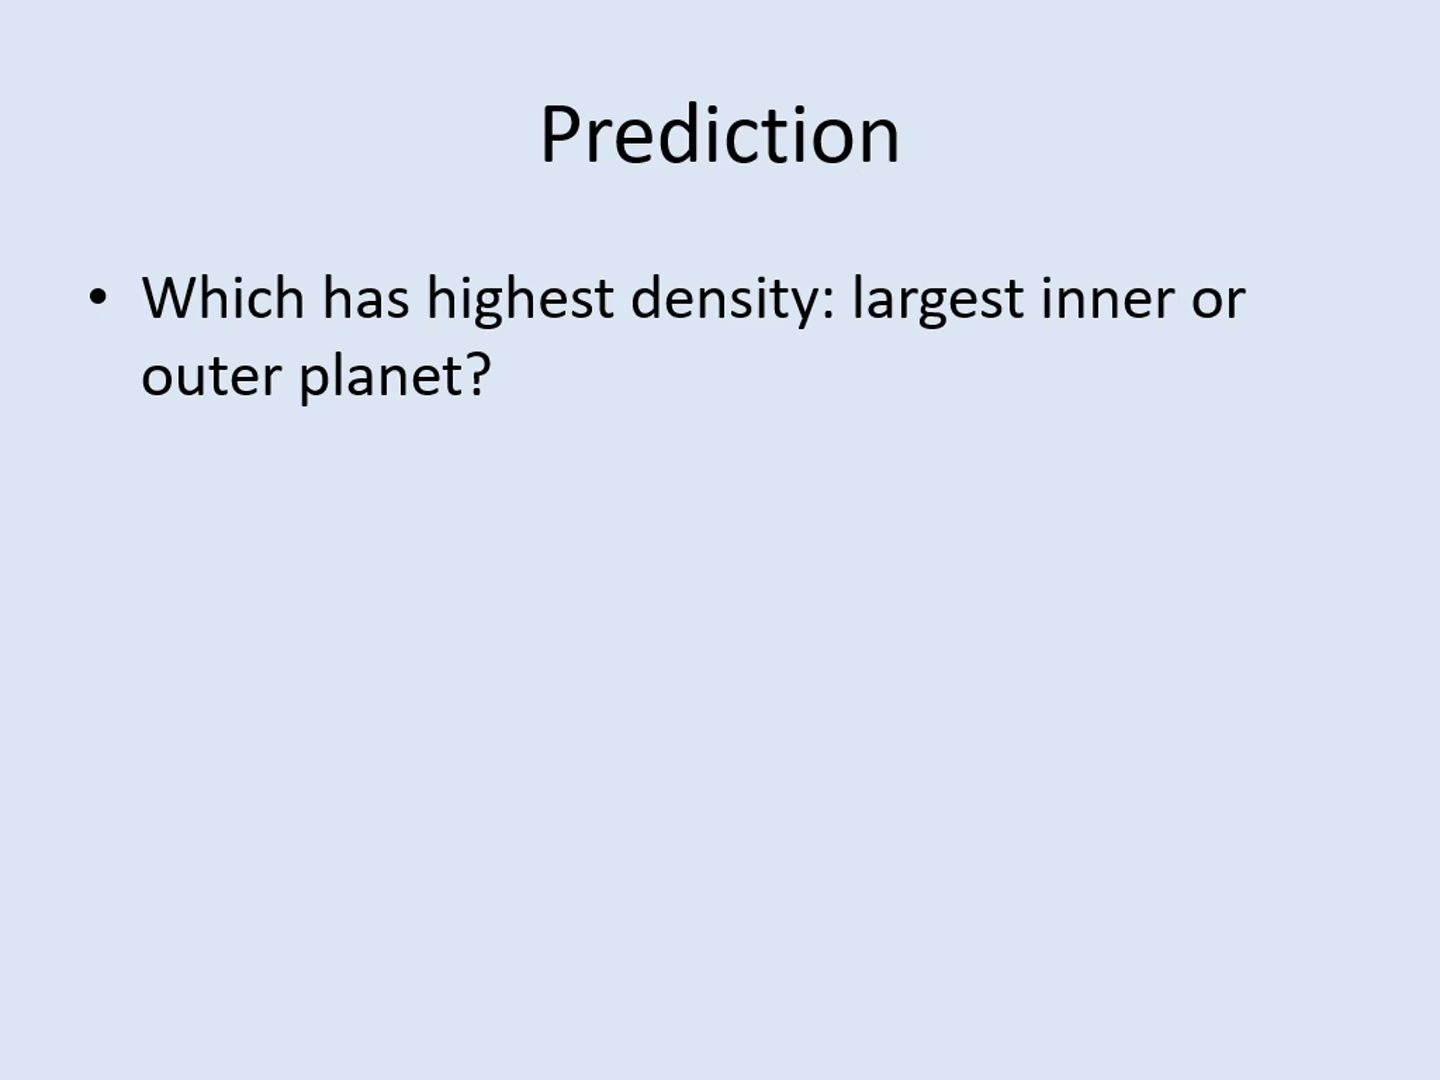 Prediction
• Which has highest density: largest inner or
outer planet?